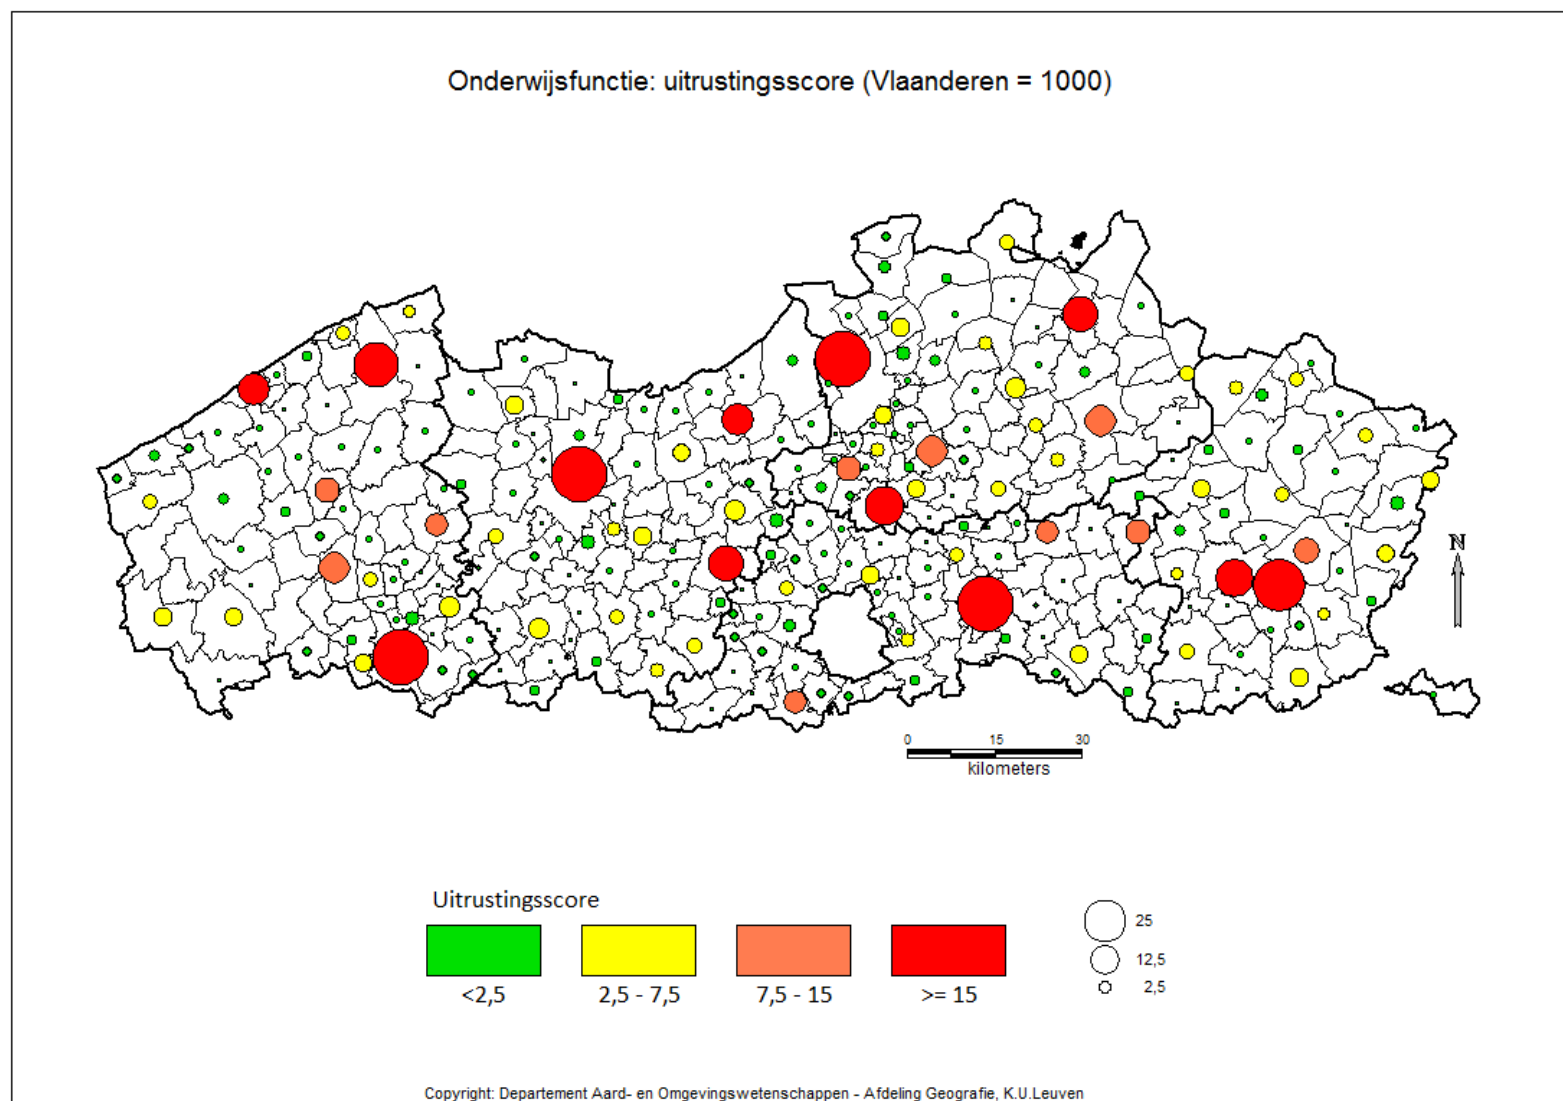 Onderwijsfunctie: uitrustingsscore (Vlaanderen = 1000)
N
0 15 30
kilometers
Uitrustingsscore
<2,5 2,5 - 7,5 7,5 - 15 >= 15
25
12,5
2,5
Copyright: Departement Aard- en Omgevingswetenschappen - Afdeling Geografie, K.U.Leuven